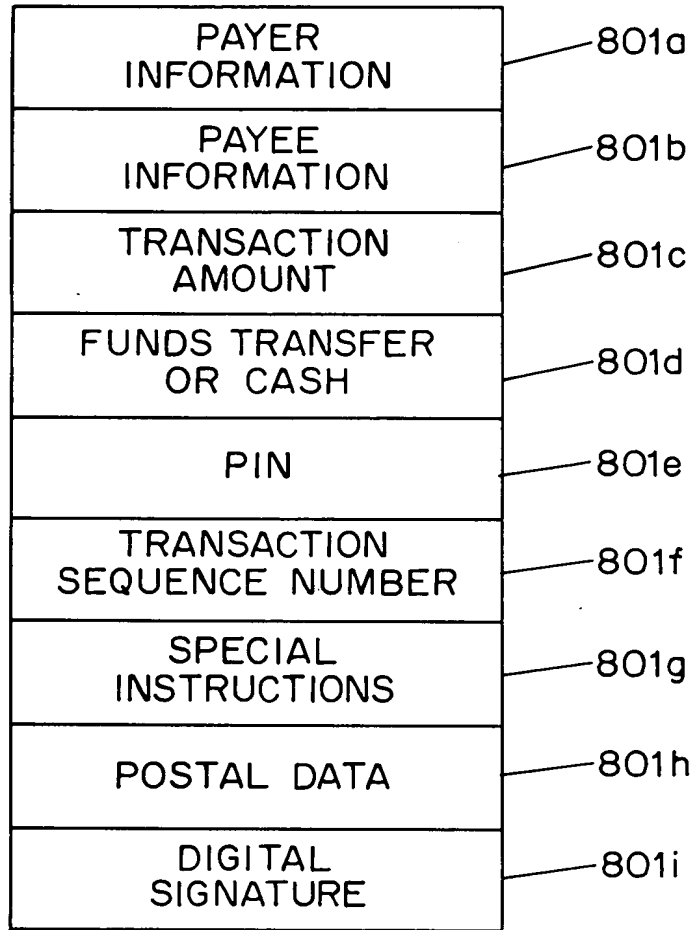 PAYER
INFORMATION
801a
PAYEE
INFORMATION
801b
TRANSACTION
AMOUNT
801c
FUNDS TRANSFER
OR CASH
801d
PIN
801e
TRANSACTION
SEQUENCE NUMBER
801f
SPECIAL
INSTRUCTIONS
801g
POSTAL DATA
801h
DIGITAL
SIGNATURE
801i